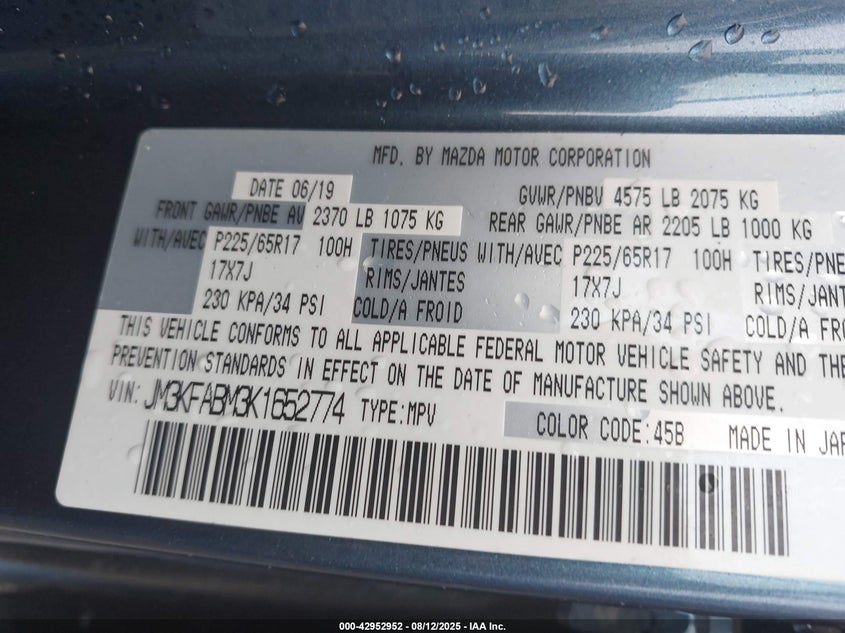 MFD. BY MAZDA MOTOR CORPORATION
DATE 06/19 GVWR/PNBV 4575 LB 2075 KG
FRONT GAWR/PNBE AV 2370 LB 1075 KG REAR GAWR/PNBE AR 2205 LB 1000 KG
WITH/AVEC P225/65R17 100H TIRES/PNEUS WITH/AVEC P225/65R17 100H TIRES/PNE
17X7J RIMS/JANTES 17X7J RIMS/JANT
230 KPA/34 PSI COLD/A FROID 230 KPA/34 PSI COLD/A FRO
THIS VEHICLE CONFORMS TO ALL APPLICABLE FEDERAL MOTOR VEHICLE SAFETY AND THE
PREVENTION STANDARDS IN EFFECT ON THE DATE OF MANUFACTURE SHOWN ABOVE.
VIN: JM3KFABM3K1652774 TYPE:MPV
COLOR CODE:45B MADE IN JAP
000-42952952 - 08/12/2025 - IAA Inc.